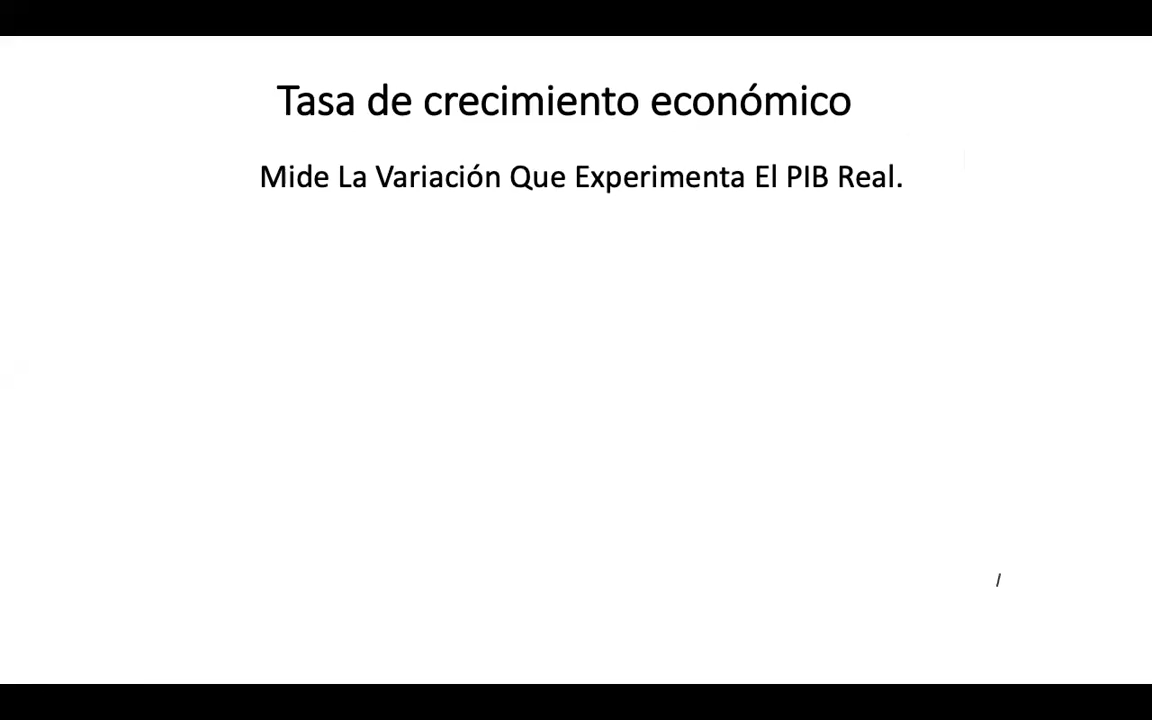 Tasa de crecimiento económico
Mide La Variación Que Experimenta El PIB Real.